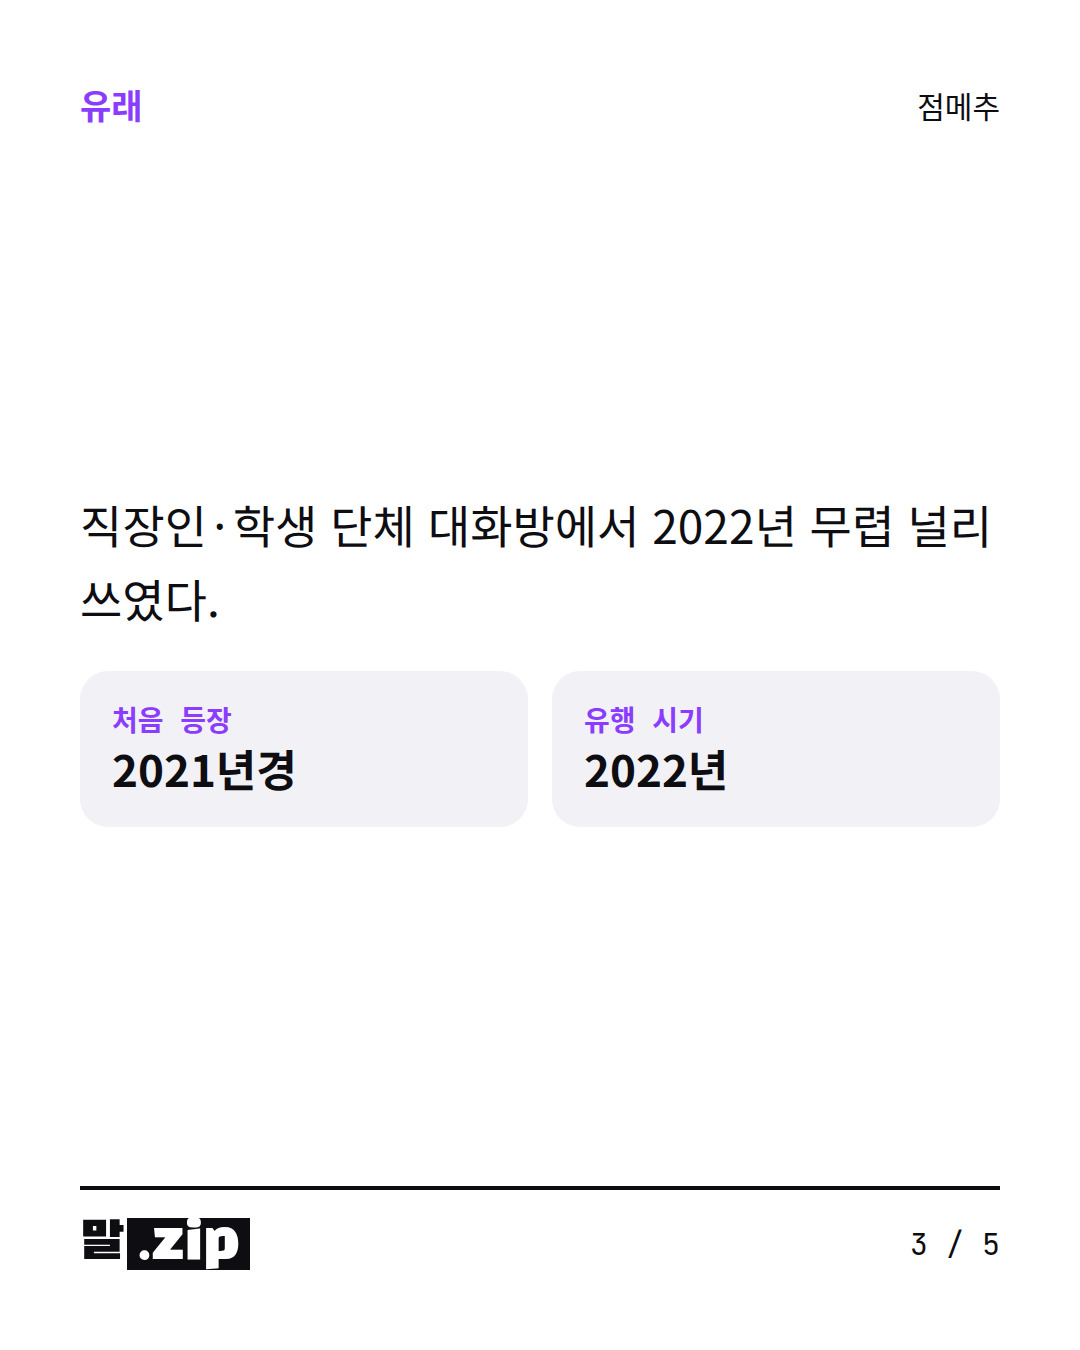 유래
점메추
직장인·학생 단체 대화방에서 2022년 무렵 널리
쓰였다.
처음 등장
2021년경
유행 시기
2022년
말.zip
3 / 5